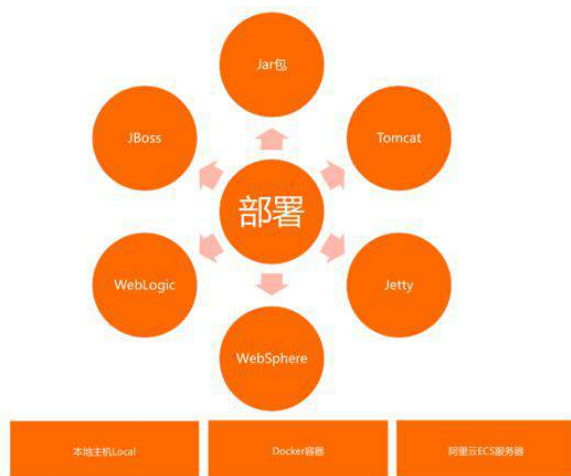 Jar包
JBoss
Tomcat
部署
WebLogic
Jetty
WebSphere
本地主机Local
Docker容器
阿里云ECS服务器